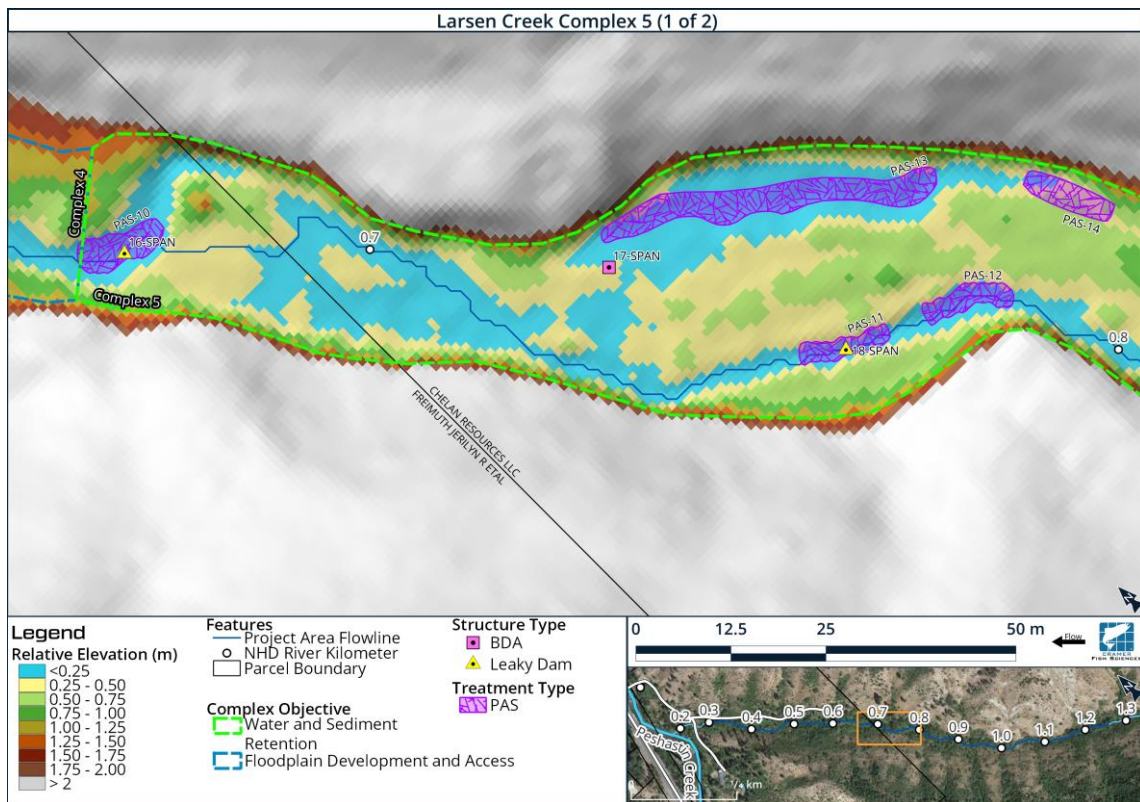 Larsen Creek Complex 5 (1 of 2)
Complex 4
PAS-10
16-SPAN
Complex 5
0.7
PAS-13
PAS-14
17-SPAN
PAS-12
PAS-11
18-SPAN
0.8
CHELAN RESOURCES LLC
FREIMUTH JERILYN R ETAL
N
Legend
Relative Elevation (m)
<0.25
0.25 - 0.50
0.50 - 0.75
0.75 - 1.00
1.00 - 1.25
1.25 - 1.50
1.50 - 1.75
1.75 - 2.00
> 2
Features
Project Area Flowline
NHD River Kilometer
Parcel Boundary
Complex Objective
Water and Sediment
Retention
Floodplain Development and Access
Structure Type
BDA
Leaky Dam
Treatment Type
PAS
0 12.5 25 50 m
Flow
CRAMER
FISH SCIENCES
N
0.2 0.3 0.4 0.5 0.6 0.7 0.8 0.9 1.0 1.1 1.2 1.3
Peshastin Creek
1/4 km